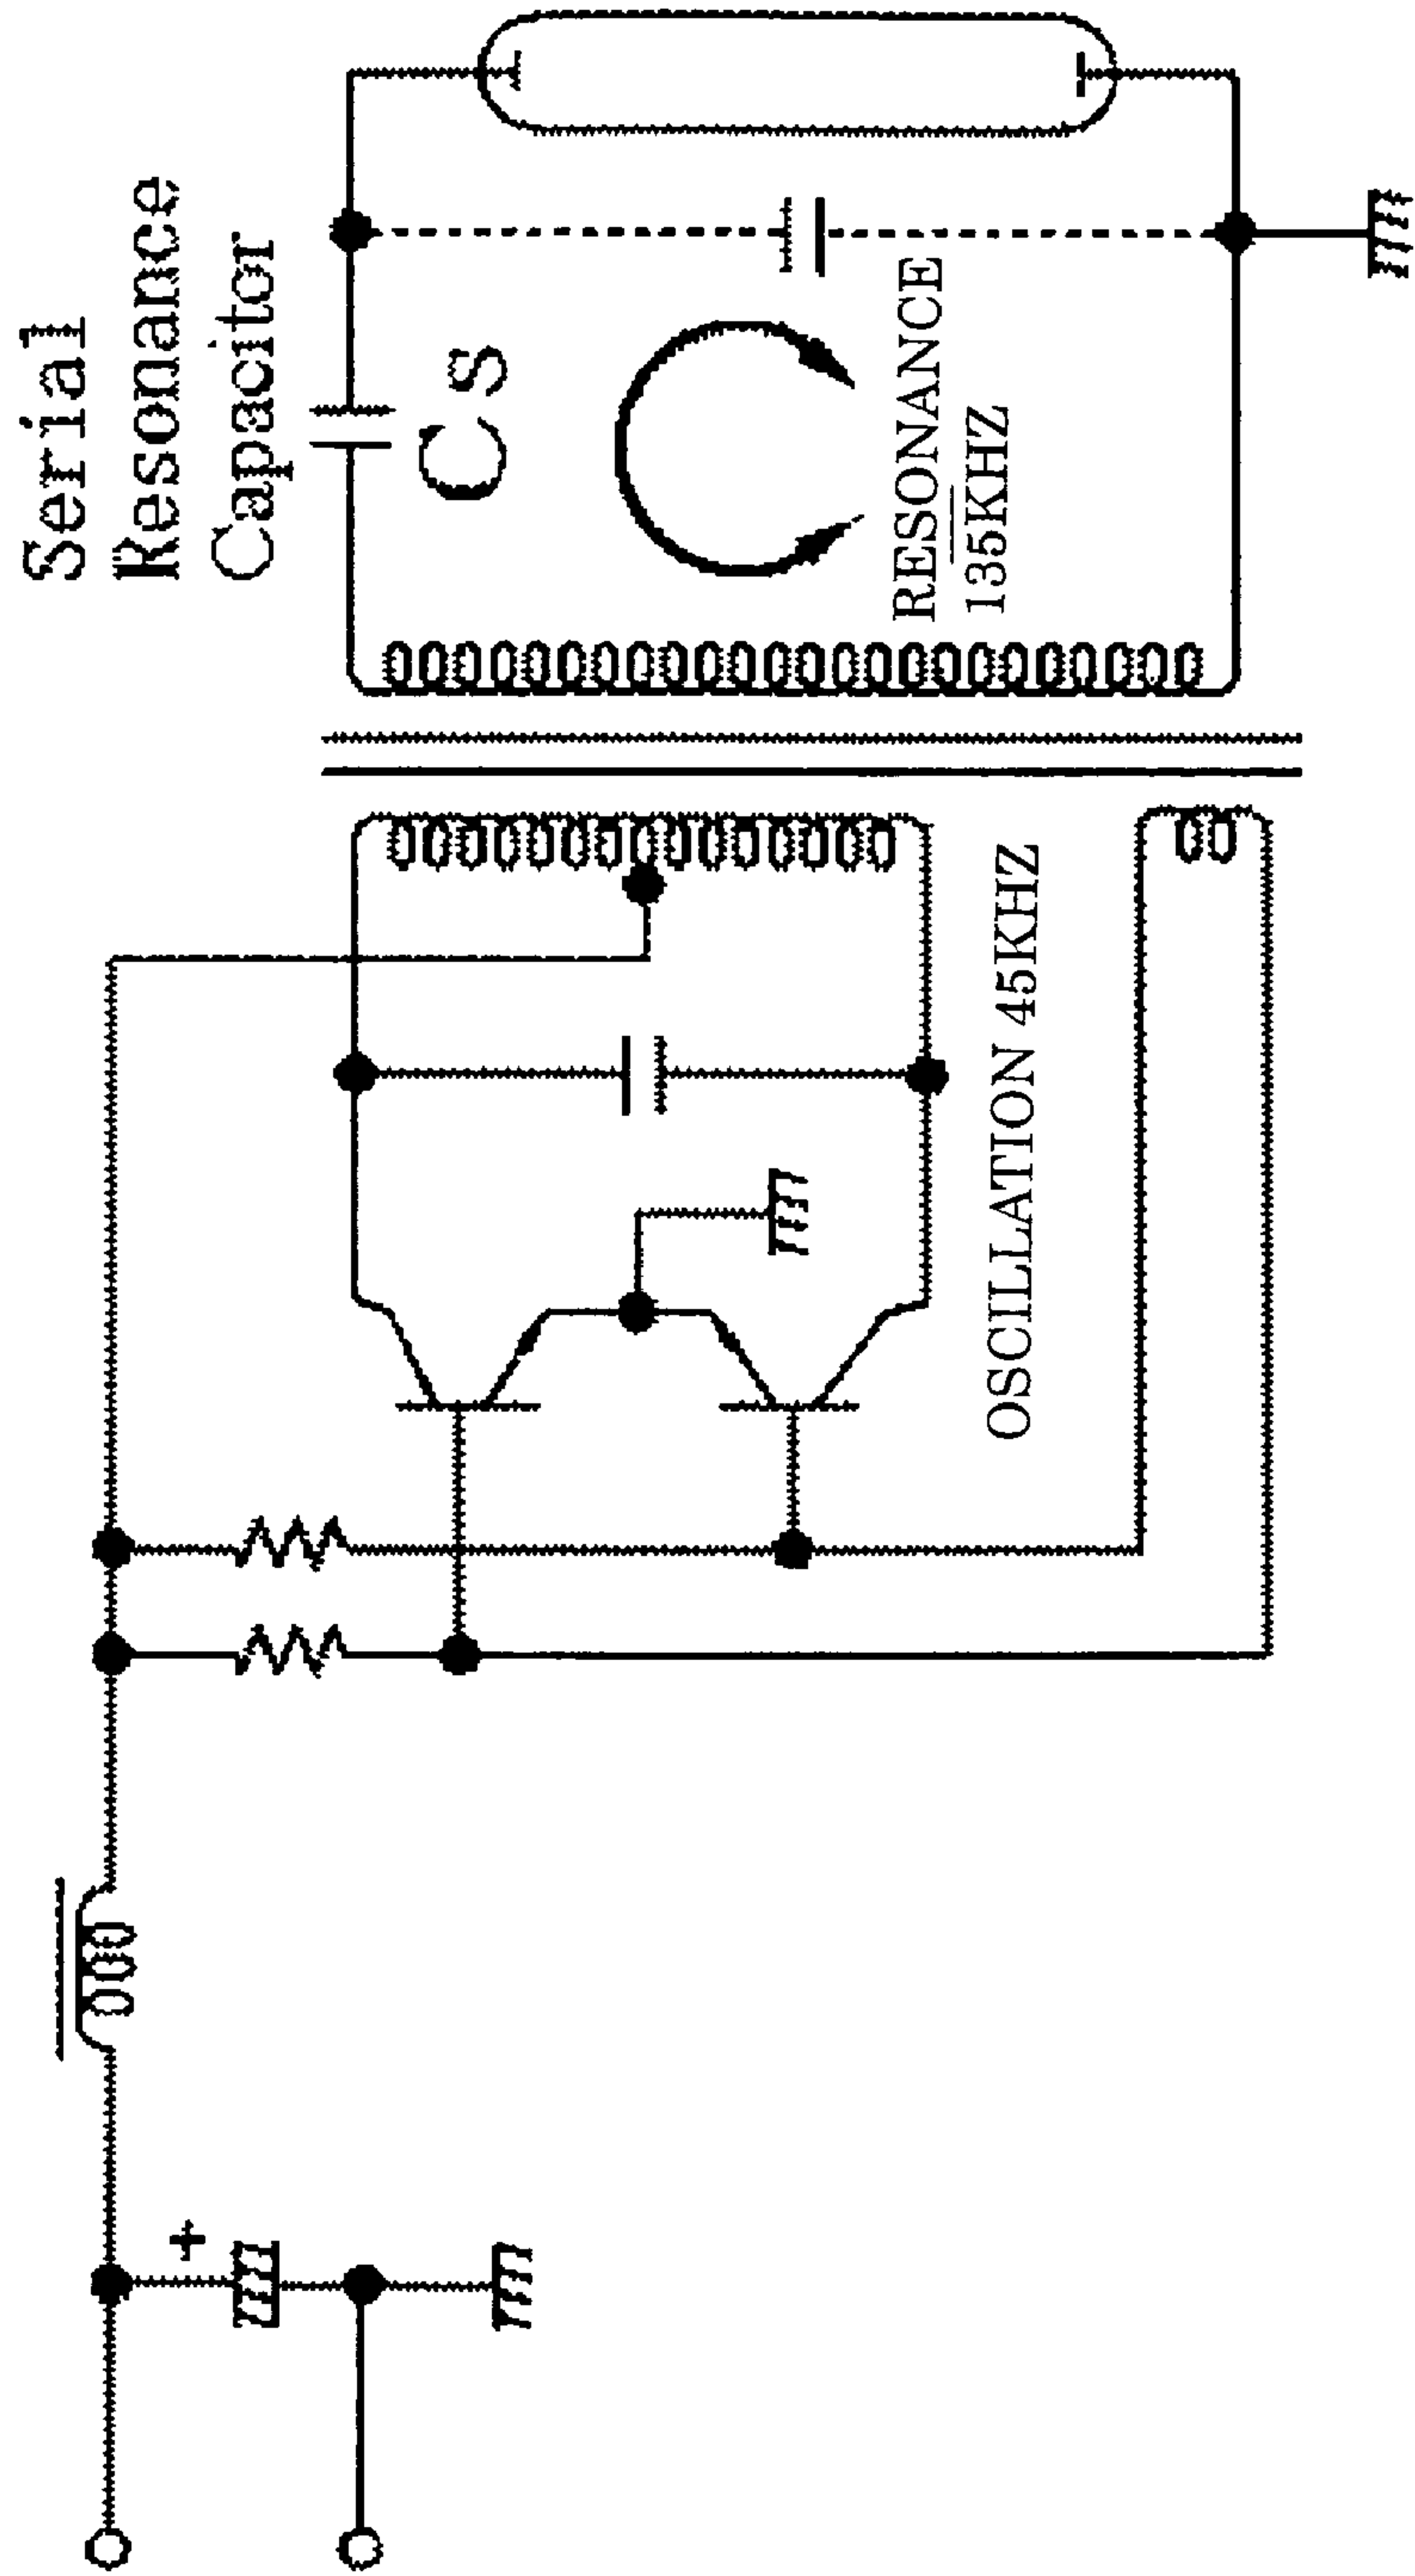 Serial
Resonance
Capacitor
CS
RESONANCE
135KHZ
OSCILLATION 45KHZ
+